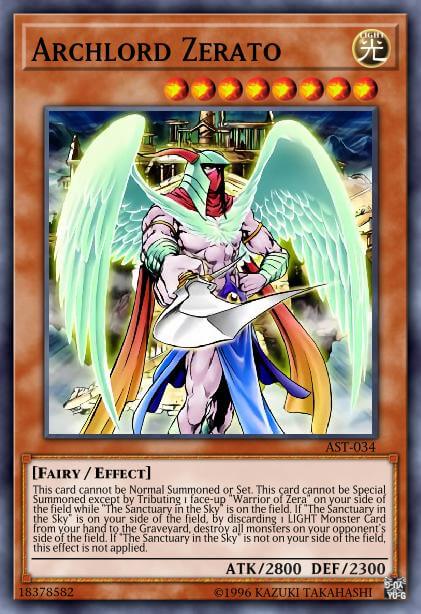 ARCHLORD ZERATO
LIGHT
光
AST-034
[FAIRY / EFFECT]
This card cannot be Normal Summoned or Set. This card cannot be Special
Summoned except by Tributing 1 face-up "Warrior of Zera" on your side of
the field while "The Sanctuary in the Sky" is on the field. If "The Sanctuary
in the Sky" is on your side of the field, by discarding 1 LIGHT Monster Card
from your hand to the Graveyard, destroy all monsters on your opponent's
side of the field. If "The Sanctuary in the Sky" is not on your side of the field,
this effect is not applied.
ATK/2800 DEF/2300
18378582
©1996 KAZUKI TAKAHASHI